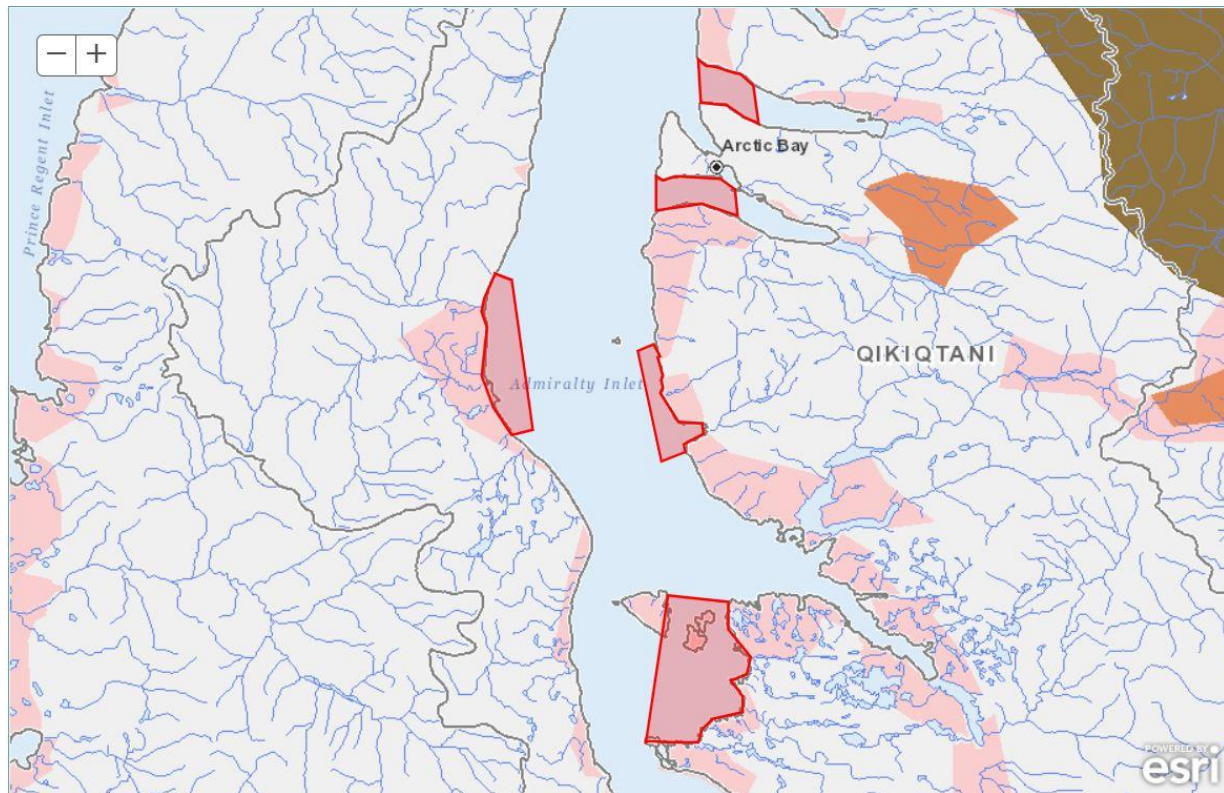 − +
Prince Regent Inlet
Arctic Bay
QIKIQTANI
Admiralty Inlet
POWERED BY
esri